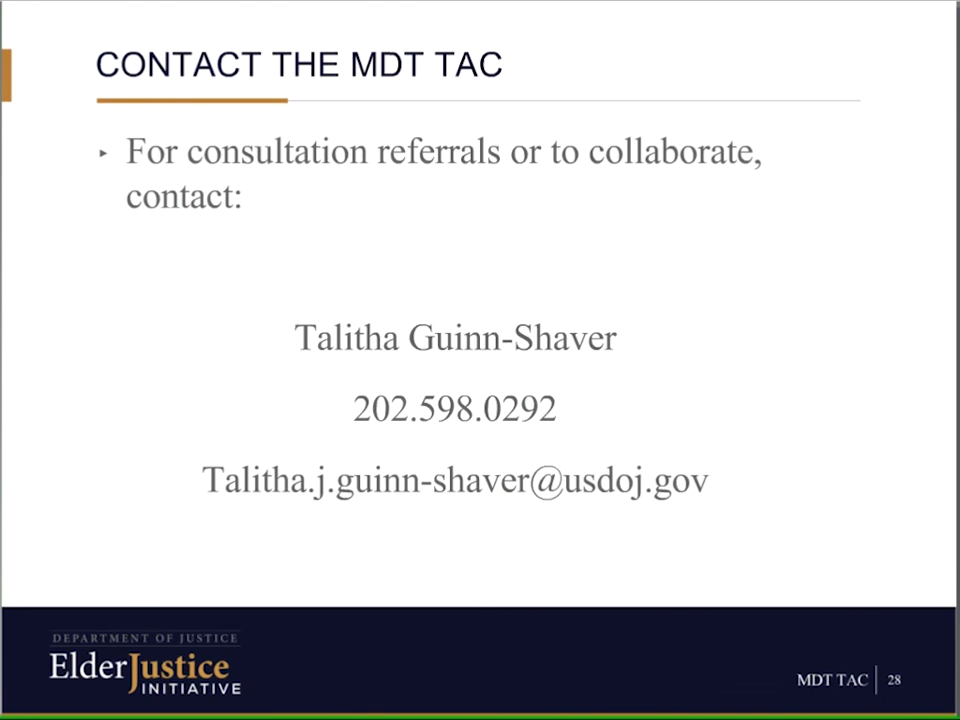 CONTACT THE MDT TAC
For consultation referrals or to collaborate,
contact:
Talitha Guinn-Shaver
202.598.0292
Talitha.j.guinn-shaver@usdoj.gov
DEPARTMENT OF JUSTICE
ElderJustice
INITIATIVE
MDT TAC 28